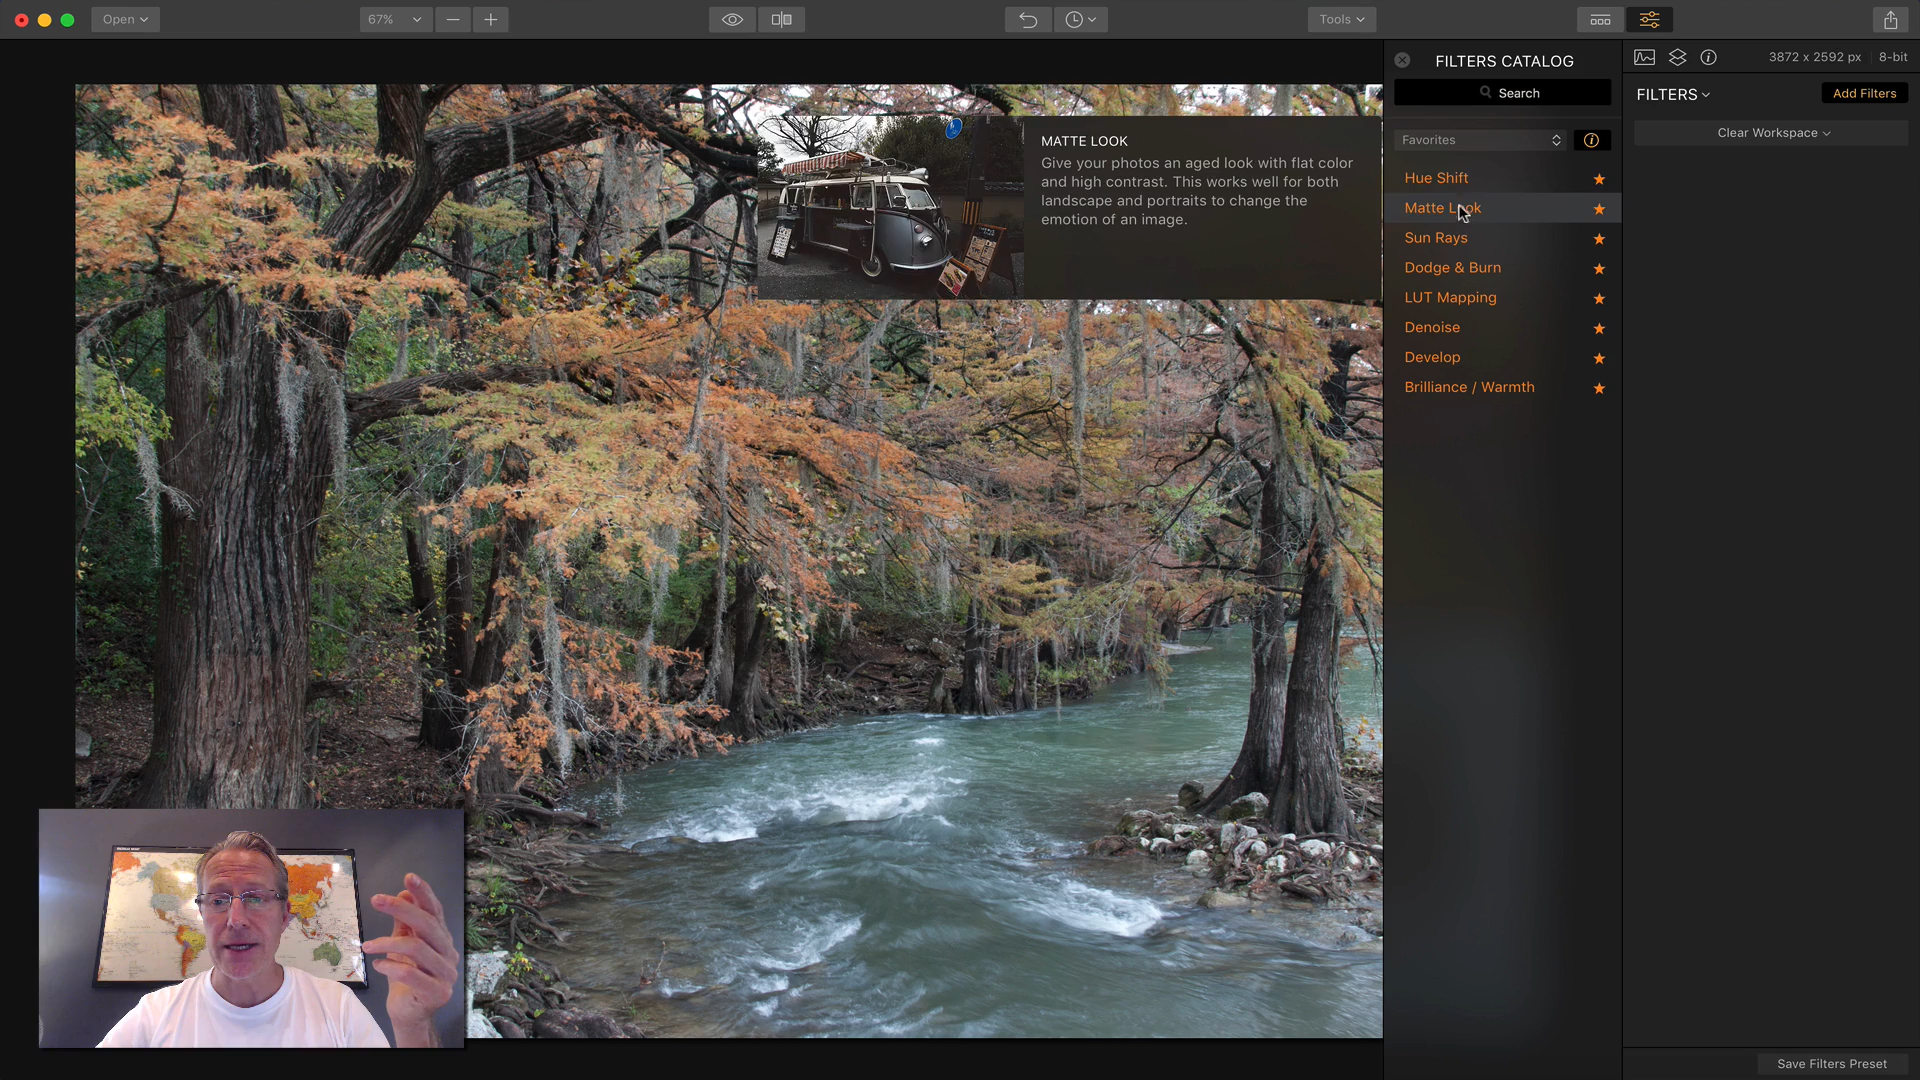 Open
67%
Tools
FILTERS CATALOG
Search
Favorites
Hue Shift
Matte Look
Sun Rays
Dodge & Burn
LUT Mapping
Denoise
Develop
Brilliance / Warmth
MATTE LOOK
Give your photos an aged look with flat color
and high contrast. This works well for both
landscape and portraits to change the
emotion of an image.
3872 x 2592 px
8-bit
FILTERS
Add Filters
Clear Workspace
Save Filters Preset